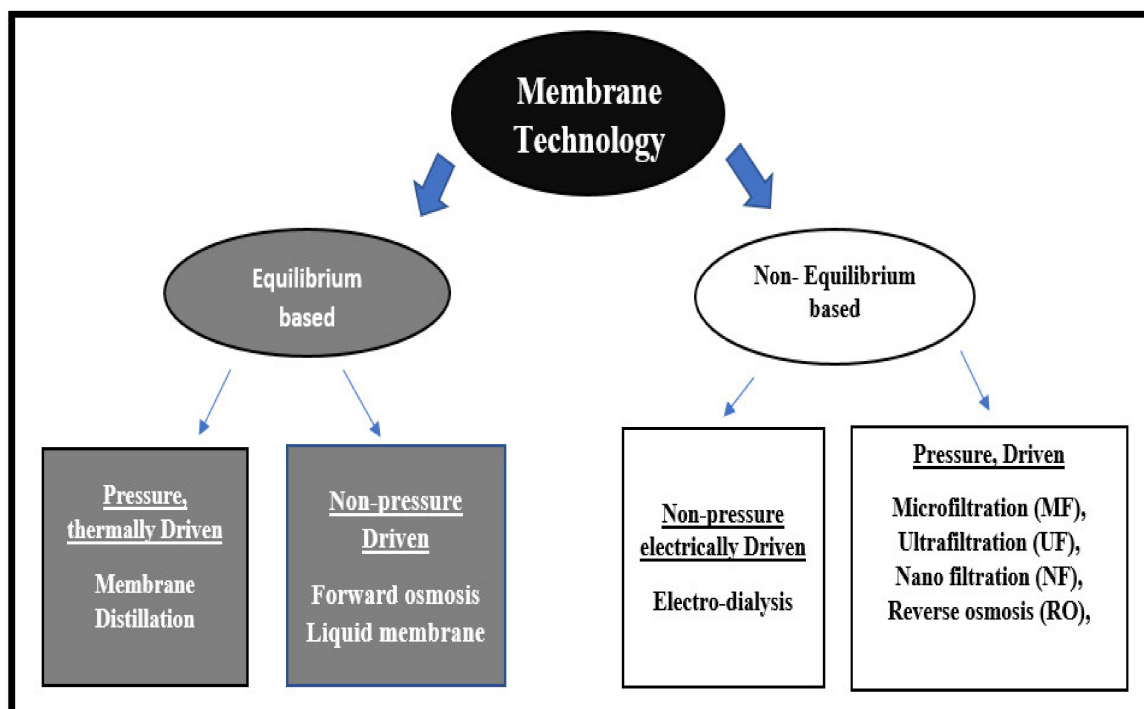 Membrane
Technology
Equilibrium
based
Non- Equilibrium
based
Pressure,
thermally Driven
Membrane
Distillation
Non-pressure
Driven
Forward osmosis
Liquid membrane
Non-pressure
electrically Driven
Electro-dialysis
Pressure, Driven
Microfiltration (MF),
Ultrafiltration (UF),
Nano filtration (NF),
Reverse osmosis (RO),